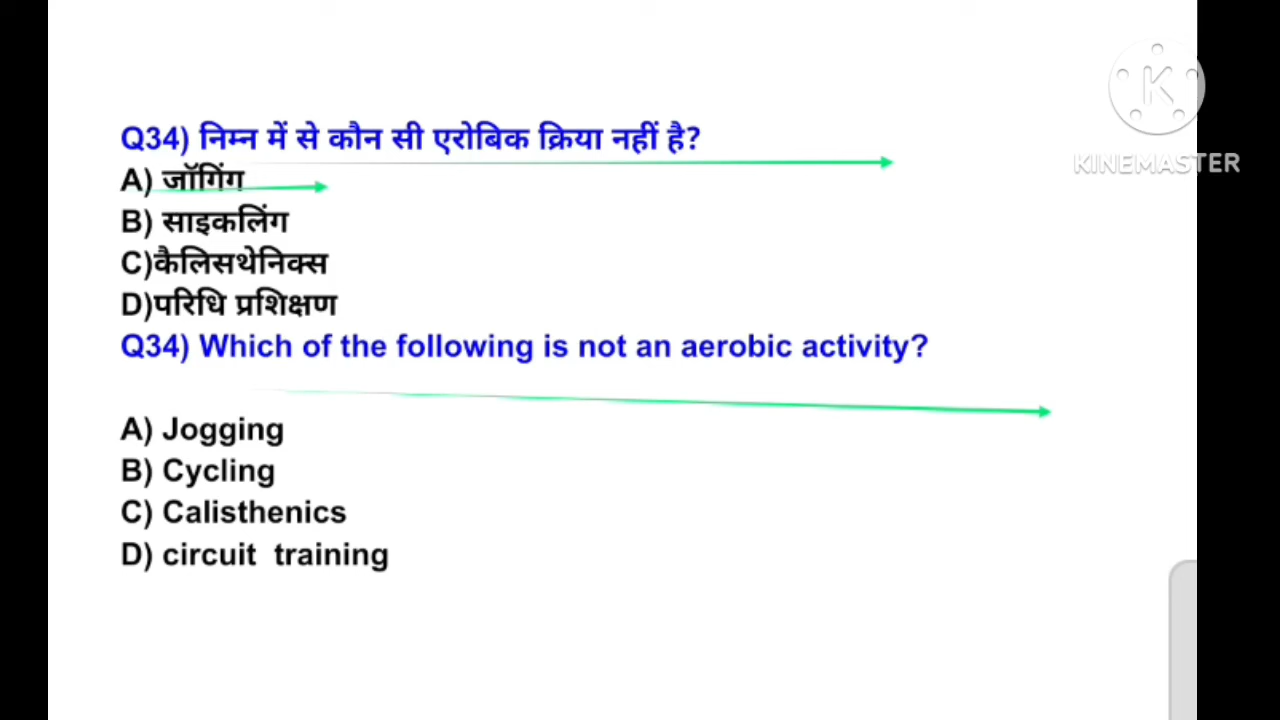 Q34) निम्न में से कौन सी एरोबिक क्रिया नहीं है?
A) जॉगिंग
B) साइकलिंग
C)कैलिसथेनिक्स
D)परिधि प्रशिक्षण
Q34) Which of the following is not an aerobic activity?
A) Jogging
B) Cycling
C) Calisthenics
D) circuit  training
KINEMASTER